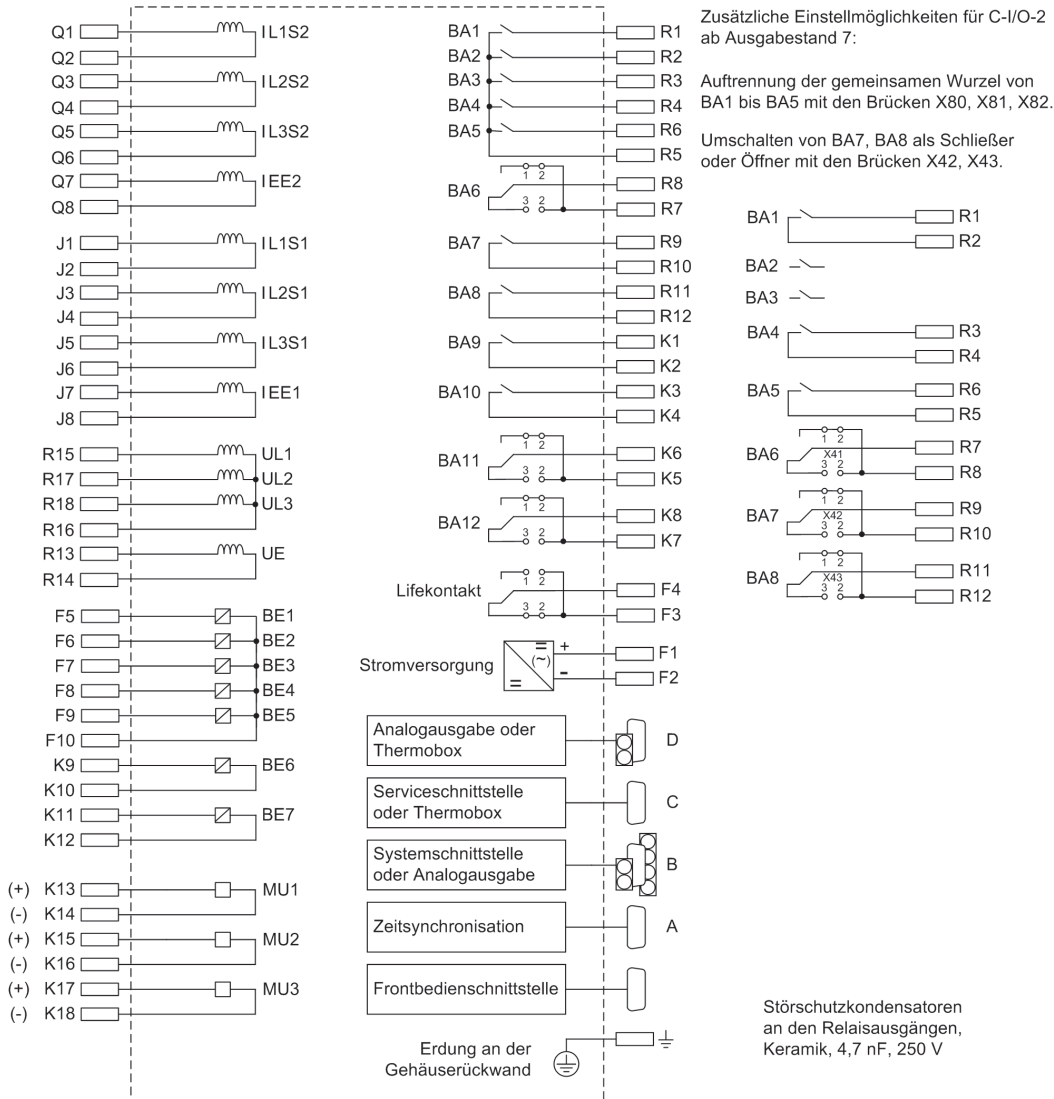 Q1 IL1S2
Q2
Q3 IL2S2
Q4
Q5 IL3S2
Q6
Q7 IEE2
Q8
J1 IL1S1
J2
J3 IL2S1
J4
J5 IL3S1
J6
J7 IEE1
J8
R15 UL1
R17 UL2
R18 UL3
R16
R13 UE
R14
F5 BE1
F6 BE2
F7 BE3
F8 BE4
F9 BE5
F10
K9 BE6
K10
K11 BE7
K12
(+) K13 MU1
(-) K14
(+) K15 MU2
(-) K16
(+) K17 MU3
(-) K18
BA1 R1
BA2 R2
BA3 R3
BA4 R4
BA5 R6
R5
1 2
BA6 R8
3 2 R7
BA7 R9
R10
BA8 R11
R12
BA9 K1
K2
BA10 K3
K4
1 2
BA11 K6
3 2 K5
1 2
BA12 K8
3 2 K7
1 2
Lifekontakt F4
3 2 F3
Stromversorgung = (~) = + F1
- F2
Analogausgabe oder
Thermobox
D
Serviceschnittstelle
oder Thermobox
C
Systemschnittstelle
oder Analogausgabe
B
Zeitsynchronisation
A
Frontbedienschnittstelle
Erdung an der
Gehäuserückwand
Zusätzliche Einstellmöglichkeiten für C-I/O-2
ab Ausgabestand 7:
Auftrennung der gemeinsamen Wurzel von
BA1 bis BA5 mit den Brücken X80, X81, X82.
Umschalten von BA7, BA8 als Schließer
oder Öffner mit den Brücken X42, X43.
BA1 R1
R2
BA2
BA3
BA4 R3
R4
BA5 R6
R5
1 2
BA6 X41 R7
3 2 R8
1 2
BA7 X42 R9
3 2 R10
1 2
BA8 X43 R11
3 2 R12
Störschutzkondensatoren
an den Relaisausgängen,
Keramik, 4,7 nF, 250 V